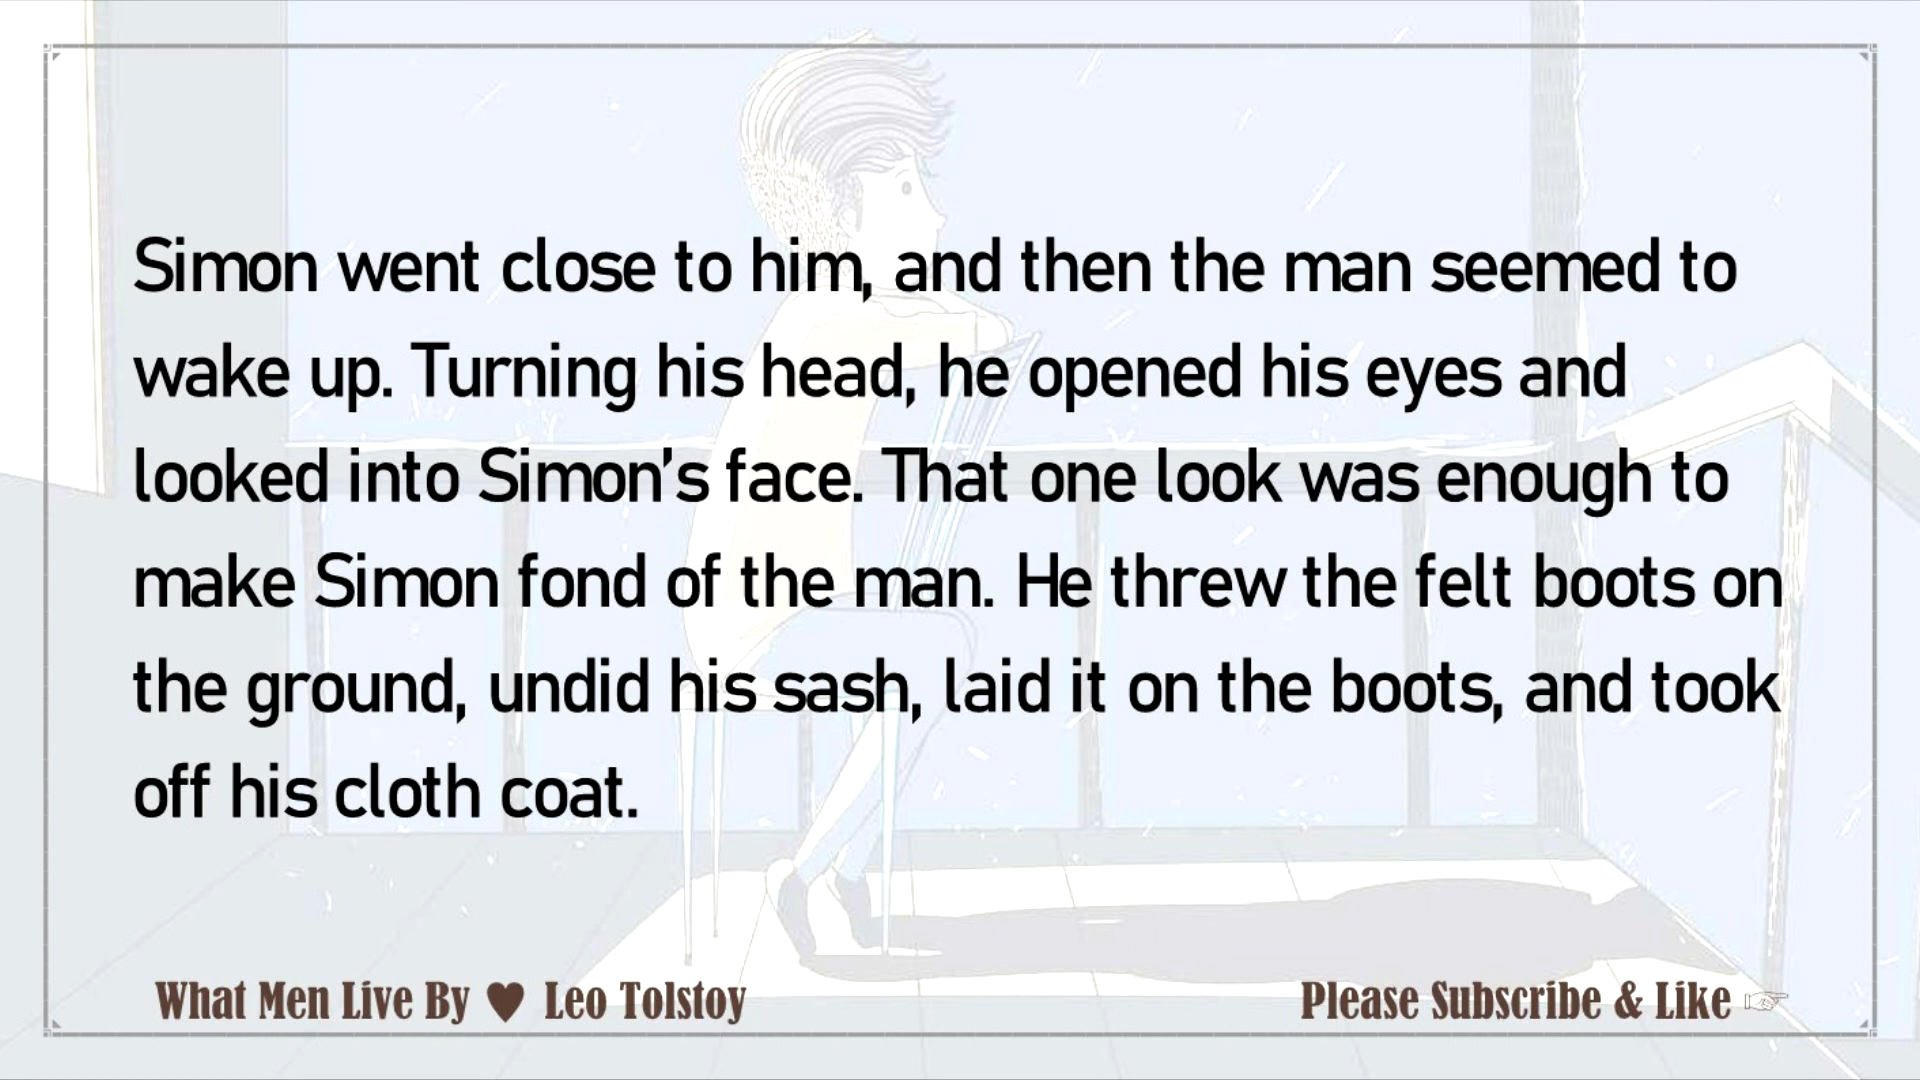 Simon went close to him, and then the man seemed to
wake up. Turning his head, he opened his eyes and
looked into Simon’s face. That one look was enough to
make Simon fond of the man. He threw the felt boots on
the ground, undid his sash, laid it on the boots, and took
off his cloth coat.
What Men Live By ♥ Leo Tolstoy
Please Subscribe & Like ☞